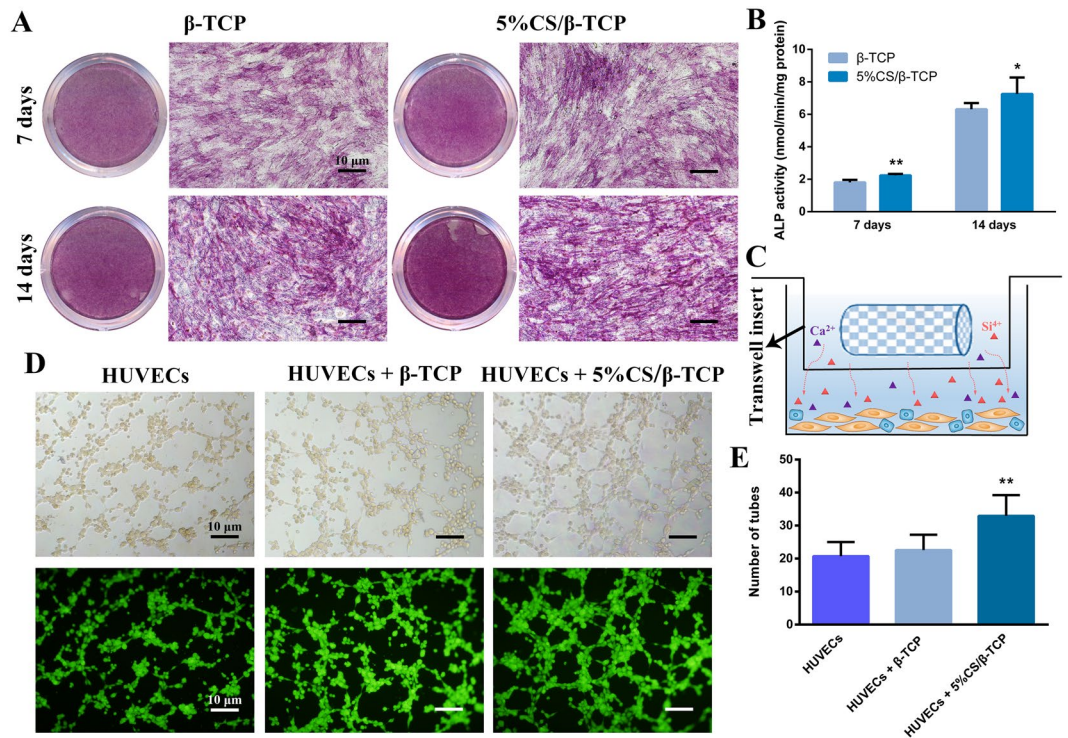 A
β-TCP
5%CS/β-TCP
7 days
10 μm
14 days
B
ALP activity (nmol/min/mg protein)
10
8
6
4
2
0
β-TCP
5%CS/β-TCP
**
*
7 days
14 days
C
Transwell insert
Ca²⁺
Si⁴⁺
D
HUVECs
HUVECs + β-TCP
HUVECs + 5%CS/β-TCP
10 μm
10 μm
E
Number of tubes
50
40
30
20
10
0
**
HUVECs
HUVECs + β-TCP
HUVECs + 5%CS/β-TCP